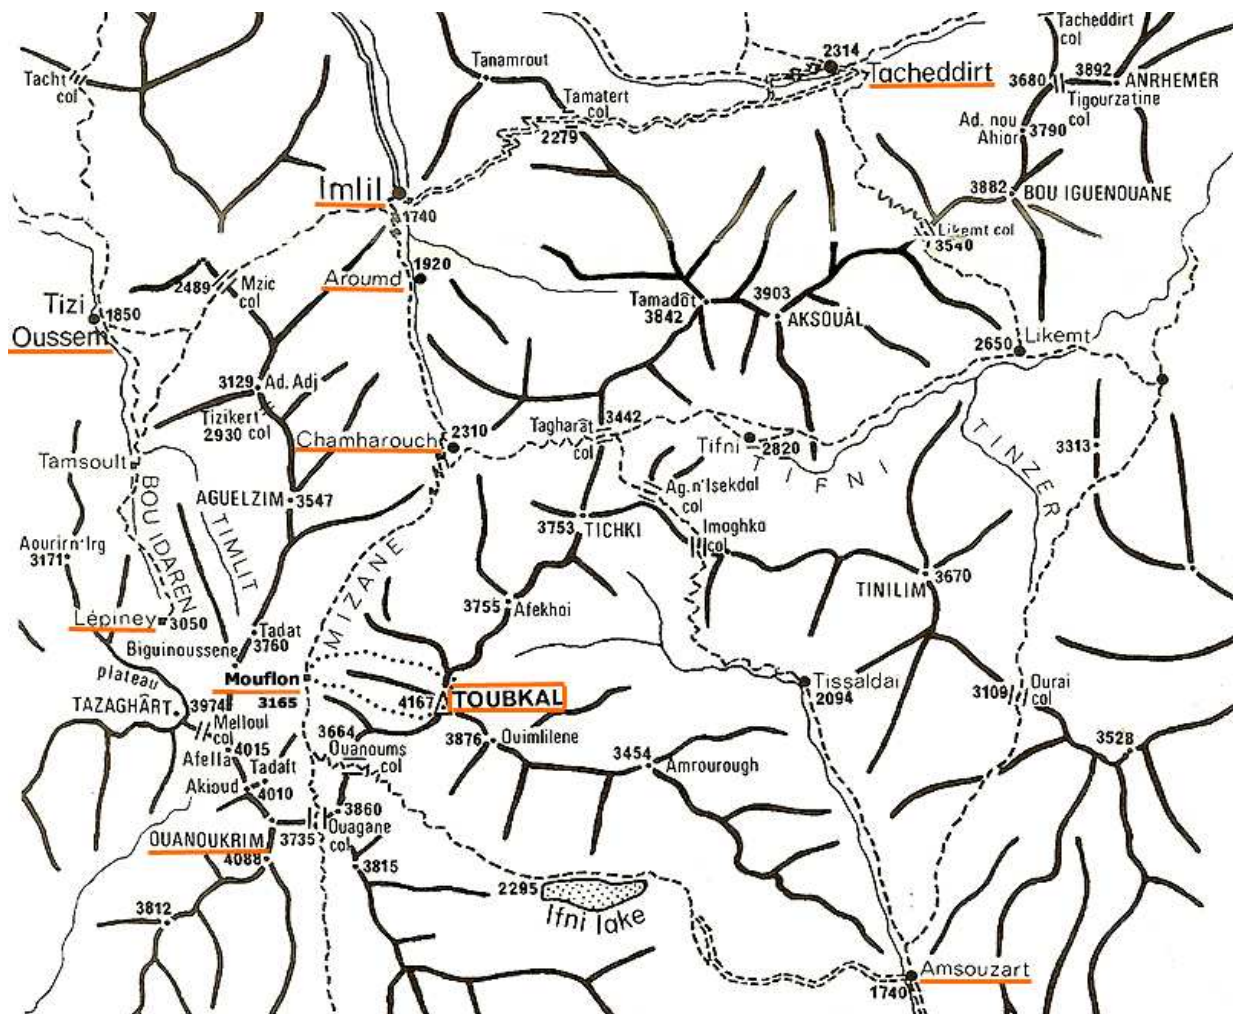 Tacheddirt
col
2314
Tanamrout
Tacht
col
Tacheddirt
3680
3892
ANRHEMER
Tigourzatine
col
Tamatert
col
2279
Ad. nou
Ahior
3790
Imlil
1740
3882
BOU IGUENOUANE
Likemt col
3540
Aroumd
1920
2489
Mzic
col
Tizi
Oussem
1850
Tamadôt
3842
3903
AKSOUÂL
2650
Likemt
3129
Ad. Adj
Tizikert
2930 col
Chamharouch
2310
Tagharât
col
3442
Tifni
2820
TIFNI
TINZER
3313
Tamsoult
AGUELZIM
3547
Ag. n'Isekdal
col
BOU IDAREN
TIMLIT
MIZANE
3753
TICHKI
Imaghka
col
Aourirn'Irg
3171
3670
TINILIM
3755
Afekhoi
Lépiney
3050
Tadat
3760
Biguinoussene
plateau
Mouflon
3165
TAZAGHÂRT
3974
Melloul
col
4167
TOUBKAL
Tissaldai
2094
3109
Ourai
col
3664
Ouanoums
col
3876
Ouimlilene
3454
Amrourough
3528
4015
Afella
Tadaft
Akioud
4010
3860
Ouagane
col
3735
OUANOUKRIM
4088
3815
2295
Ifni lake
3812
1740
Amsouzart